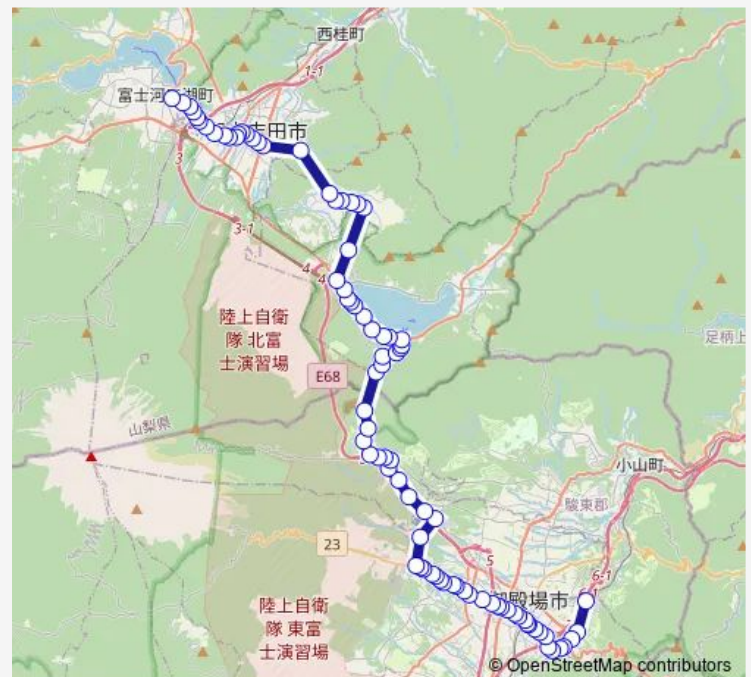 西桂町
1-1
富士河
湖町
吉田市
3
3-1
4
4
陸上自衛
隊 北富
士演習場
足柄上
E68
山梨県
小山町
駿東郡
23
5
6-1
御殿場市
陸上自衛
隊 東富
士演習場
© OpenStreetMap contributors